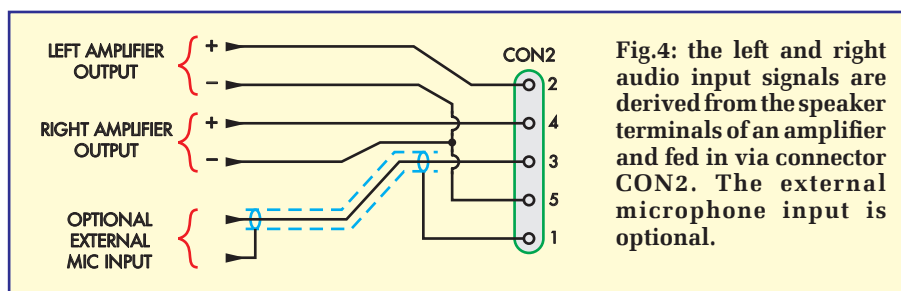 LEFT AMPLIFIER
OUTPUT
+
−
RIGHT AMPLIFIER
OUTPUT
+
−
OPTIONAL
EXTERNAL
MIC INPUT
CON2
2
4
3
5
1
Fig.4: the left and right
audio input signals are
derived from the speaker
terminals of an amplifier
and fed in via connector
CON2. The external
microphone input is
optional.